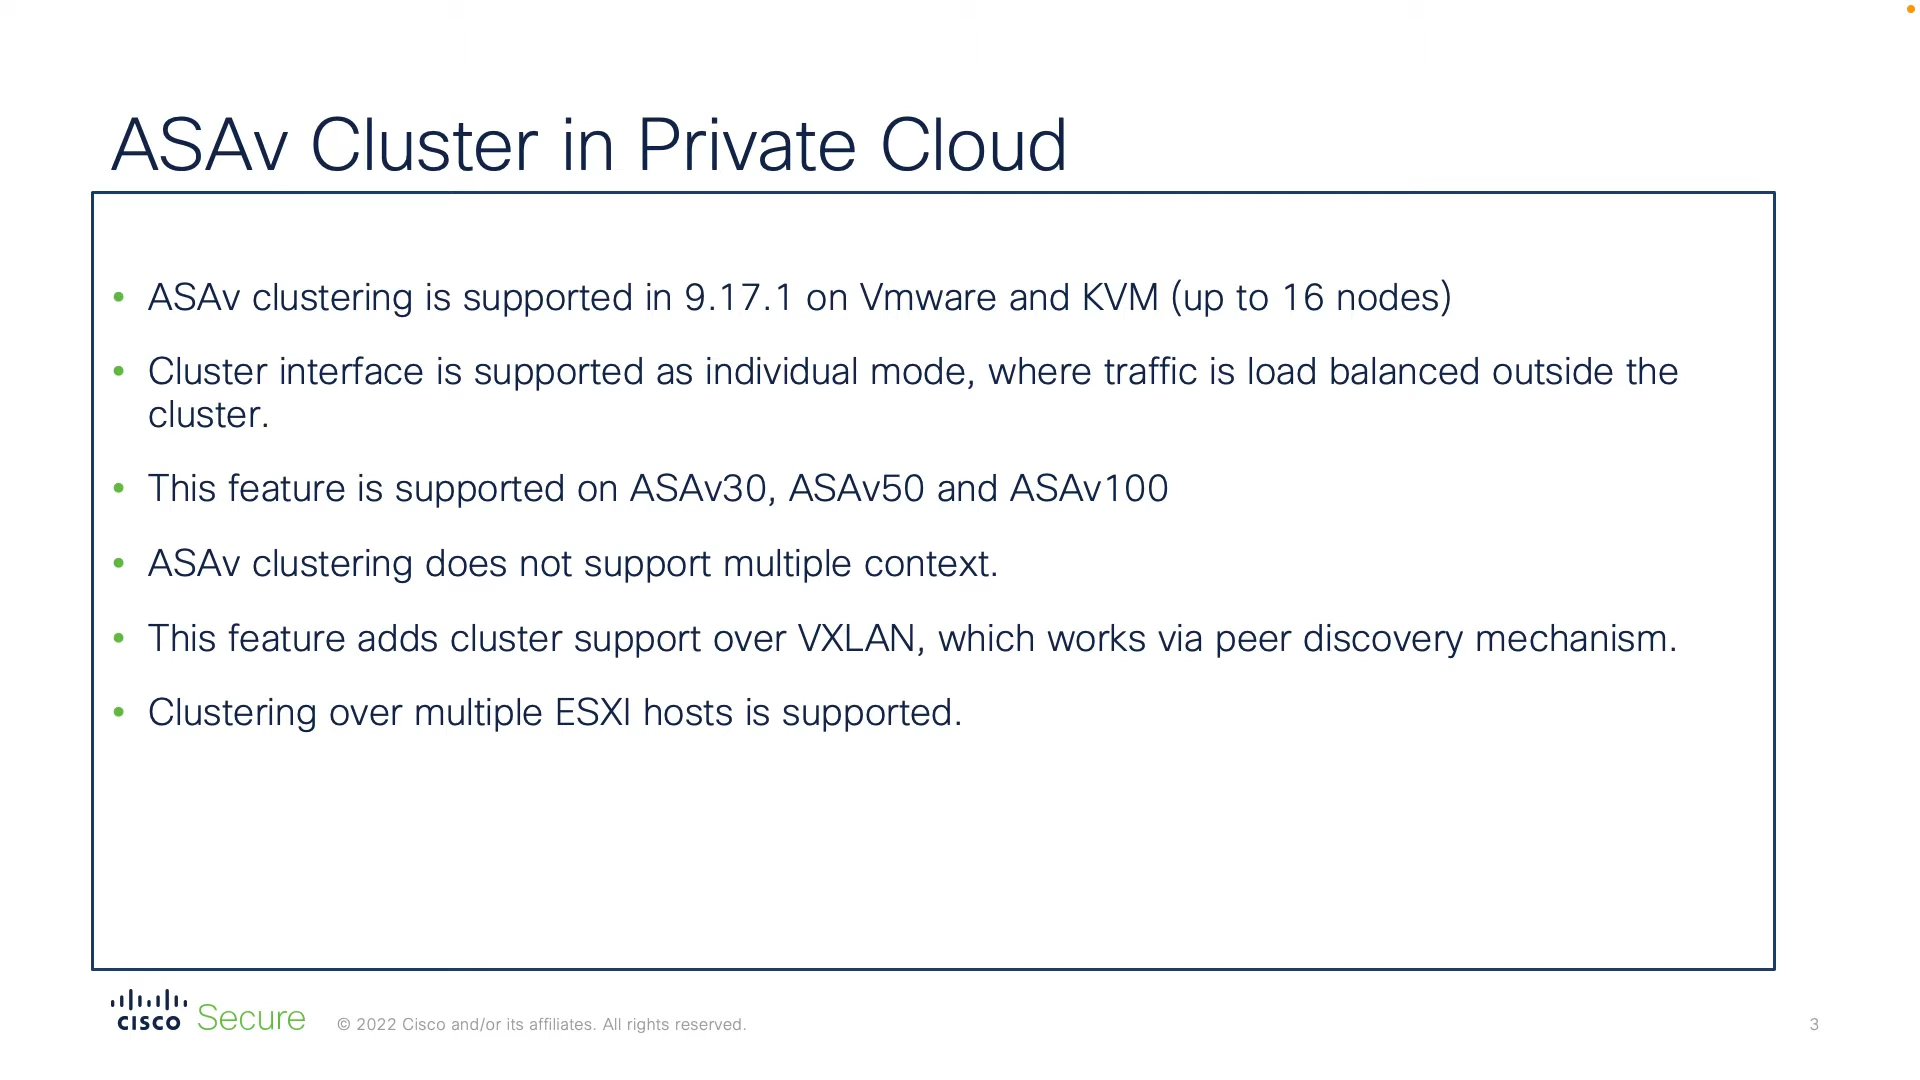 ASAv Cluster in Private Cloud
• ASAv clustering is supported in 9.17.1 on Vmware and KVM (up to 16 nodes)
• Cluster interface is supported as individual mode, where traffic is load balanced outside the
cluster.
• This feature is supported on ASAv30, ASAv50 and ASAv100
• ASAv clustering does not support multiple context.
• This feature adds cluster support over VXLAN, which works via peer discovery mechanism.
• Clustering over multiple ESXI hosts is supported.
CISCO Secure © 2022 Cisco and/or its affiliates. All rights reserved. 3